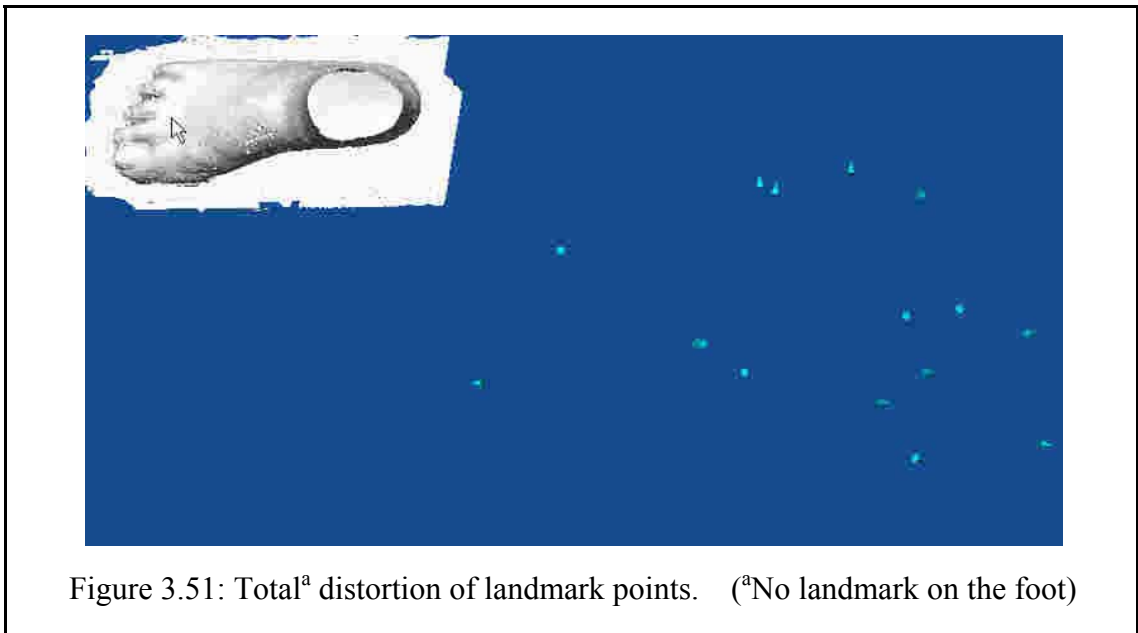 Figure 3.51: Totalᵃ distortion of landmark points. (ᵃNo landmark on the foot)